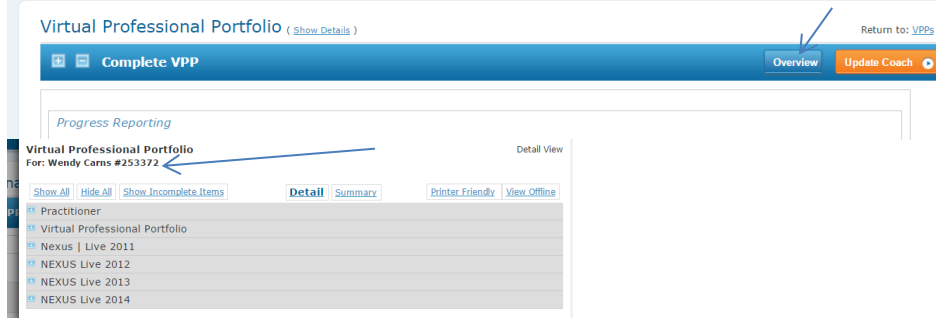 Virtual Professional Portfolio ( Show Details ) Return to: VPPs
Complete VPP Overview Update Coach
Progress Reporting
Virtual Professional Portfolio Detail View
For: Wendy Carns #253372
Show All Hide All Show Incomplete Items Detail Summary Printer Friendly View Offline
Practitioner
Virtual Professional Portfolio
Nexus | Live 2011
NEXUS Live 2012
NEXUS Live 2013
NEXUS Live 2014